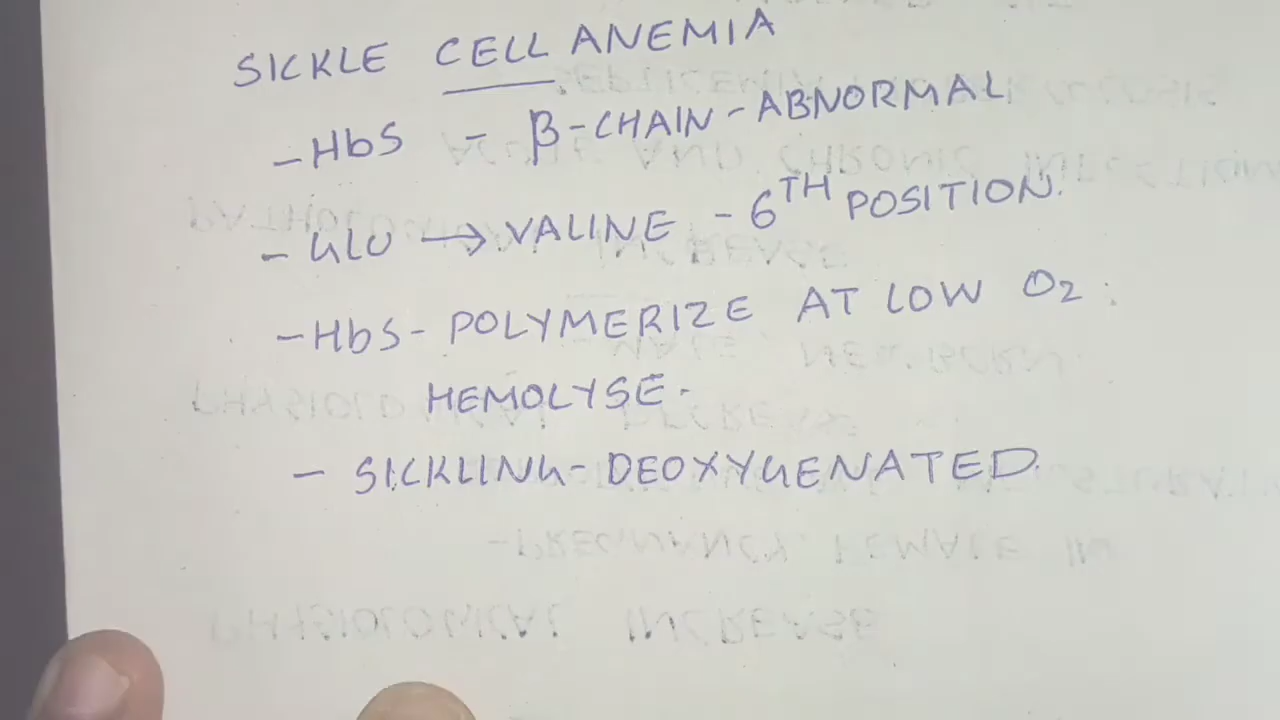 SICKLE CELL ANEMIA
- HbS - β-CHAIN - ABNORMAL
- GLU → VALINE - 6TH POSITION.
- HbS - POLYMERIZE AT LOW O2:
HEMOLYSE.
- SICKLING - DEOXYGENATED.